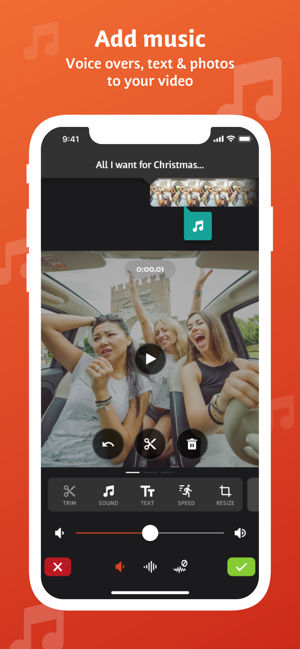 Add music
Voice overs, text & photos
to your video
9:41
All I want for Christmas...
0:00.01
TRIM SOUND TEXT SPEED RESIZE